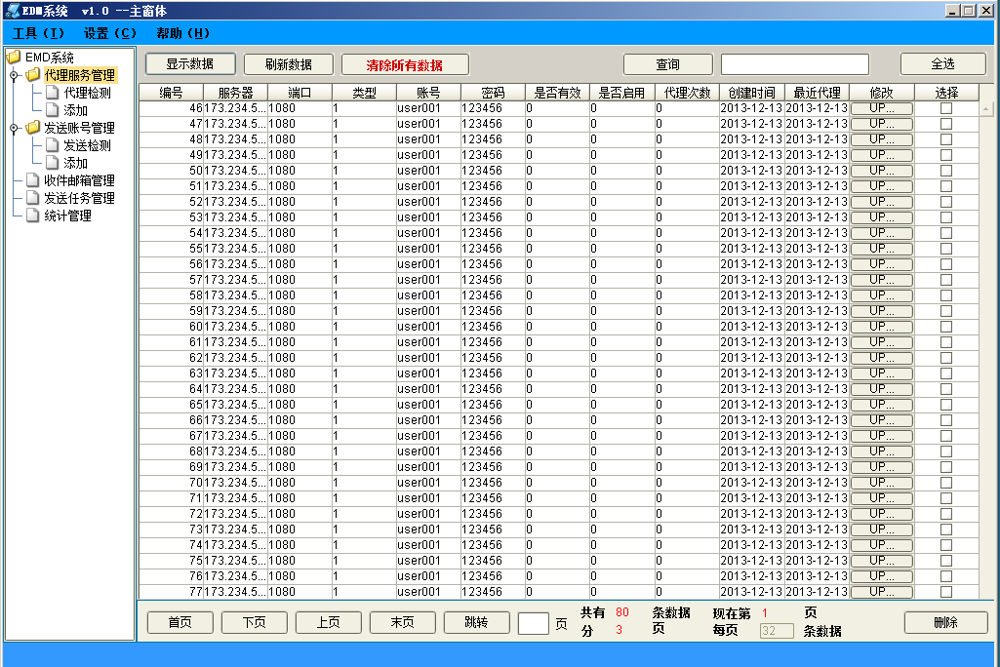 EDM系统  v1.0 --主窗体
工具(I)  设置(C)  帮助(H)
EMD系统
代理服务管理
代理检测
添加
发送账号管理
发送检测
添加
收件邮箱管理
发送任务管理
统计管理
显示数据 刷新数据 清除所有数据 查询 全选
编号 服务器 端口 类型 账号 密码 是否有效 是否启用 代理次数 创建时间 最近代理 修改 选择
46 173.234.5... 1080 1 user001 123456 0 0 0 2013-12-13 2013-12-13 UP...
47 173.234.5... 1080 1 user001 123456 0 0 0 2013-12-13 2013-12-13 UP...
48 173.234.5... 1080 1 user001 123456 0 0 0 2013-12-13 2013-12-13 UP...
49 173.234.5... 1080 1 user001 123456 0 0 0 2013-12-13 2013-12-13 UP...
50 173.234.5... 1080 1 user001 123456 0 0 0 2013-12-13 2013-12-13 UP...
51 173.234.5... 1080 1 user001 123456 0 0 0 2013-12-13 2013-12-13 UP...
52 173.234.5... 1080 1 user001 123456 0 0 0 2013-12-13 2013-12-13 UP...
53 173.234.5... 1080 1 user001 123456 0 0 0 2013-12-13 2013-12-13 UP...
54 173.234.5... 1080 1 user001 123456 0 0 0 2013-12-13 2013-12-13 UP...
55 173.234.5... 1080 1 user001 123456 0 0 0 2013-12-13 2013-12-13 UP...
56 173.234.5... 1080 1 user001 123456 0 0 0 2013-12-13 2013-12-13 UP...
57 173.234.5... 1080 1 user001 123456 0 0 0 2013-12-13 2013-12-13 UP...
58 173.234.5... 1080 1 user001 123456 0 0 0 2013-12-13 2013-12-13 UP...
59 173.234.5... 1080 1 user001 123456 0 0 0 2013-12-13 2013-12-13 UP...
60 173.234.5... 1080 1 user001 123456 0 0 0 2013-12-13 2013-12-13 UP...
61 173.234.5... 1080 1 user001 123456 0 0 0 2013-12-13 2013-12-13 UP...
62 173.234.5... 1080 1 user001 123456 0 0 0 2013-12-13 2013-12-13 UP...
63 173.234.5... 1080 1 user001 123456 0 0 0 2013-12-13 2013-12-13 UP...
64 173.234.5... 1080 1 user001 123456 0 0 0 2013-12-13 2013-12-13 UP...
65 173.234.5... 1080 1 user001 123456 0 0 0 2013-12-13 2013-12-13 UP...
66 173.234.5... 1080 1 user001 123456 0 0 0 2013-12-13 2013-12-13 UP...
67 173.234.5... 1080 1 user001 123456 0 0 0 2013-12-13 2013-12-13 UP...
68 173.234.5... 1080 1 user001 123456 0 0 0 2013-12-13 2013-12-13 UP...
69 173.234.5... 1080 1 user001 123456 0 0 0 2013-12-13 2013-12-13 UP...
70 173.234.5... 1080 1 user001 123456 0 0 0 2013-12-13 2013-12-13 UP...
71 173.234.5... 1080 1 user001 123456 0 0 0 2013-12-13 2013-12-13 UP...
72 173.234.5... 1080 1 user001 123456 0 0 0 2013-12-13 2013-12-13 UP...
73 173.234.5... 1080 1 user001 123456 0 0 0 2013-12-13 2013-12-13 UP...
74 173.234.5... 1080 1 user001 123456 0 0 0 2013-12-13 2013-12-13 UP...
75 173.234.5... 1080 1 user001 123456 0 0 0 2013-12-13 2013-12-13 UP...
76 173.234.5... 1080 1 user001 123456 0 0 0 2013-12-13 2013-12-13 UP...
77 173.234.5... 1080 1 user001 123456 0 0 0 2013-12-13 2013-12-13 UP...
首页 下页 上页 末页 跳转 页 删除
共有 80 条数据 现在第 1 页
分 3 页 每页 32 条数据